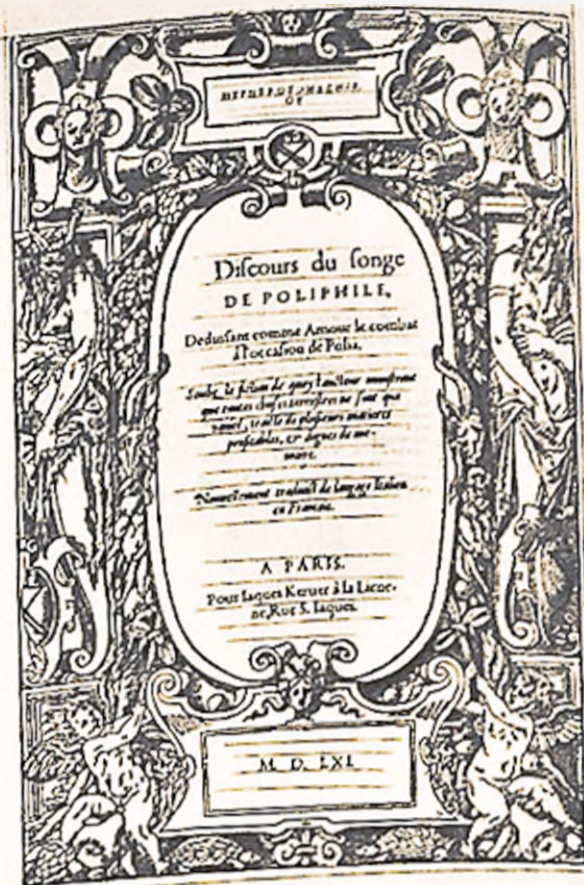 Diſcours du ſonge
DE POLIPHILE,
Deduiſant comme Amour le combat
à l'occaſion de Polia.
Soubz la fiction de quoy l'aucteur monſtrant
que toutes choſes terreſtres ne ſont que
vanité, traicte de pluſieurs matieres
profitables, & dignes de me-
moire.
Nouuellement traduict de langage Italien
en François.
A PARIS.
Pour Iaques Keruer à la Licor-
ne, Rue S. Iaques.
M. D. LXI.